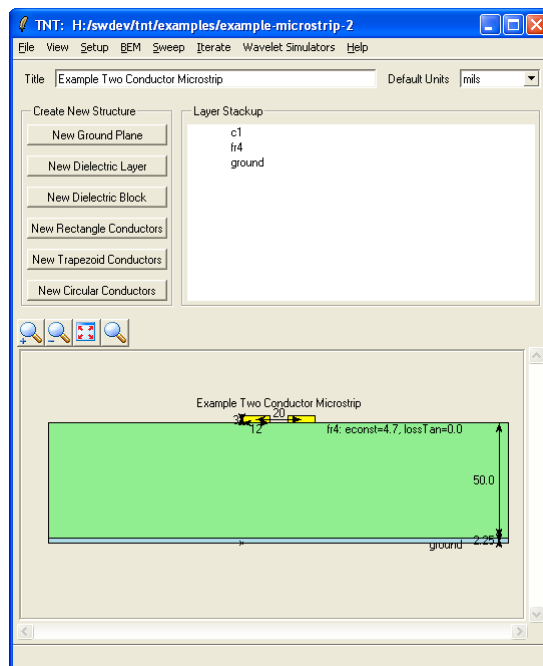 TNT: H:/swdev/tnt/examples/example-microstrip-2
File View Setup BEM Sweep Iterate Wavelet Simulators Help
Title Example Two Conductor Microstrip Default Units mils
Create New Structure
New Ground Plane
New Dielectric Layer
New Dielectric Block
New Rectangle Conductors
New Trapezoid Conductors
New Circular Conductors
Layer Stackup
c1
fr4
ground
Example Two Conductor Microstrip
20
3
12
fr4: econst=4.7, lossTan=0.0
50.0
2.25
ground